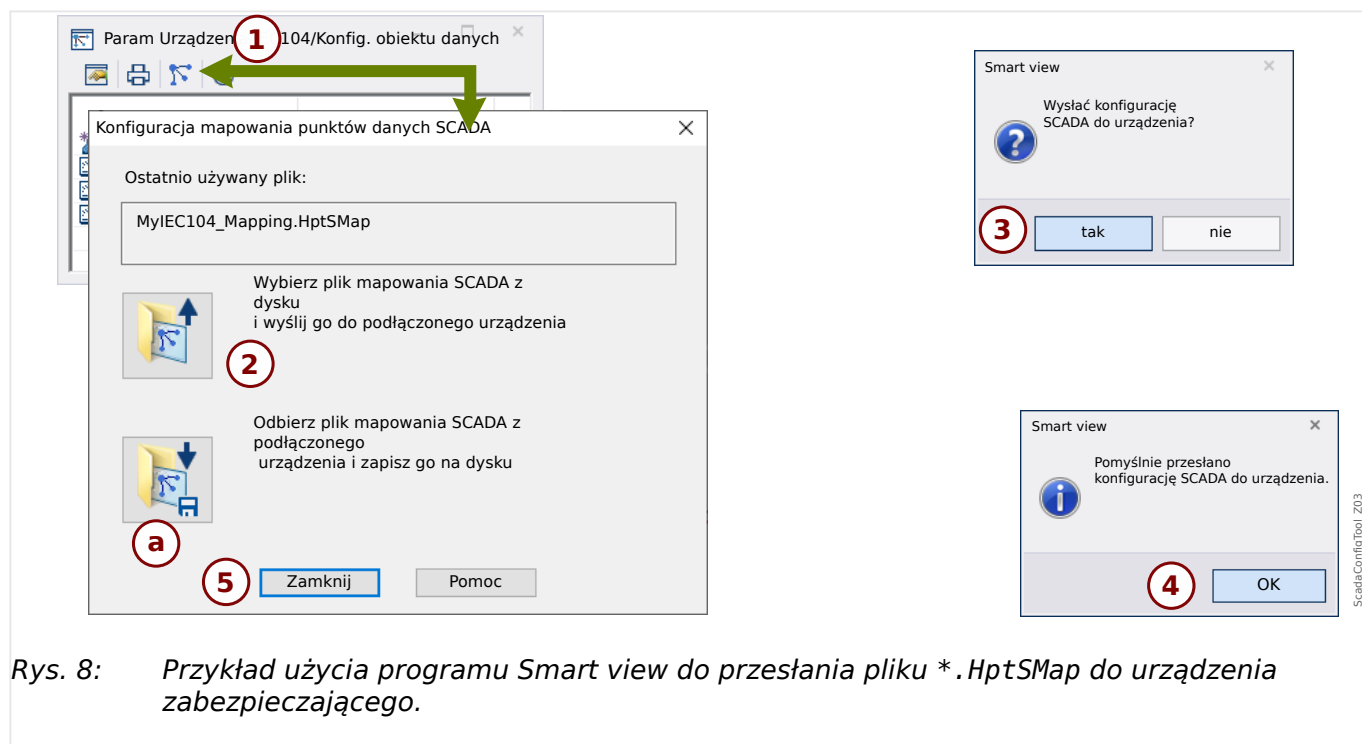 Param Urządzen 1 104/Konfig. obiektu danych
Konfiguracja mapowania punktów danych SCADA
Ostatnio używany plik:
MyIEC104_Mapping.HptSMap
Wybierz plik mapowania SCADA z
dysku
i wyślij go do podłączonego urządzenia
2
Odbierz plik mapowania SCADA z
podłączonego
urządzenia i zapisz go na dysku
a
5 Zamknij Pomoc
Smart view
Wysłać konfigurację
SCADA do urządzenia?
3 tak nie
Smart view
Pomyślnie przesłano
konfigurację SCADA do urządzenia.
4 OK
ScadaConfigTool_Z03
Rys. 8: Przykład użycia programu Smart view do przesłania pliku *.HptSMap do urządzenia
zabezpieczającego.